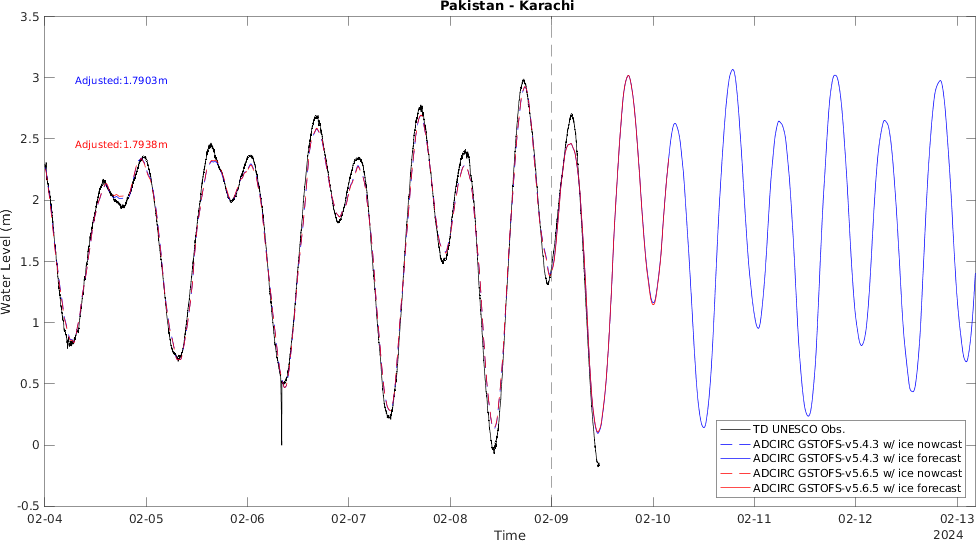 Pakistan - Karachi
3.5
3
2.5
2
1.5
1
0.5
0
-0.5
Water Level (m)
Adjusted:1.7903m
Adjusted:1.7938m
TD UNESCO Obs.
ADCIRC GSTOFS-v5.4.3 w/ ice nowcast
ADCIRC GSTOFS-v5.4.3 w/ ice forecast
ADCIRC GSTOFS-v5.6.5 w/ ice nowcast
ADCIRC GSTOFS-v5.6.5 w/ ice forecast
02-04 02-05 02-06 02-07 02-08 02-09 02-10 02-11 02-12 02-13
Time
2024